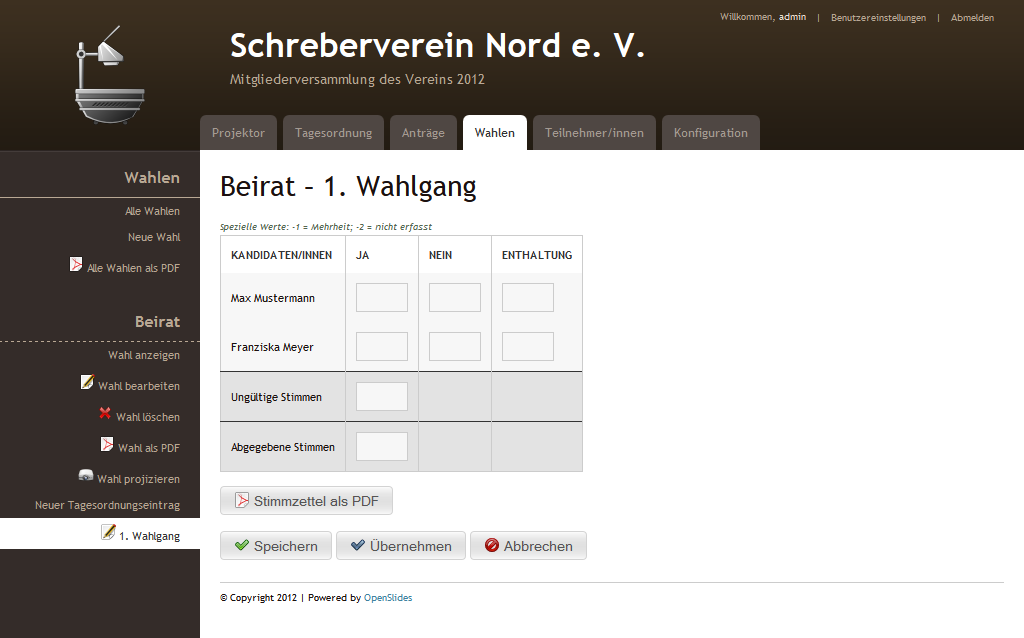 Willkommen, admin | Benutzereinstellungen | Abmelden
Schreberverein Nord e. V.
Mitgliederversammlung des Vereins 2012
Projektor Tagesordnung Anträge Wahlen Teilnehmer/innen Konfiguration
Wahlen
Alle Wahlen
Neue Wahl
Alle Wahlen als PDF
Beirat
Wahl anzeigen
Wahl bearbeiten
Wahl löschen
Wahl als PDF
Wahl projizieren
Neuer Tagesordnungseintrag
1. Wahlgang
Beirat – 1. Wahlgang
Spezielle Werte: -1 = Mehrheit; -2 = nicht erfasst
KANDIDATEN/INNEN JA NEIN ENTHALTUNG
Max Mustermann
Franziska Meyer
Ungültige Stimmen
Abgegebene Stimmen
Stimmzettel als PDF
Speichern Übernehmen Abbrechen
© Copyright 2012 | Powered by OpenSlides